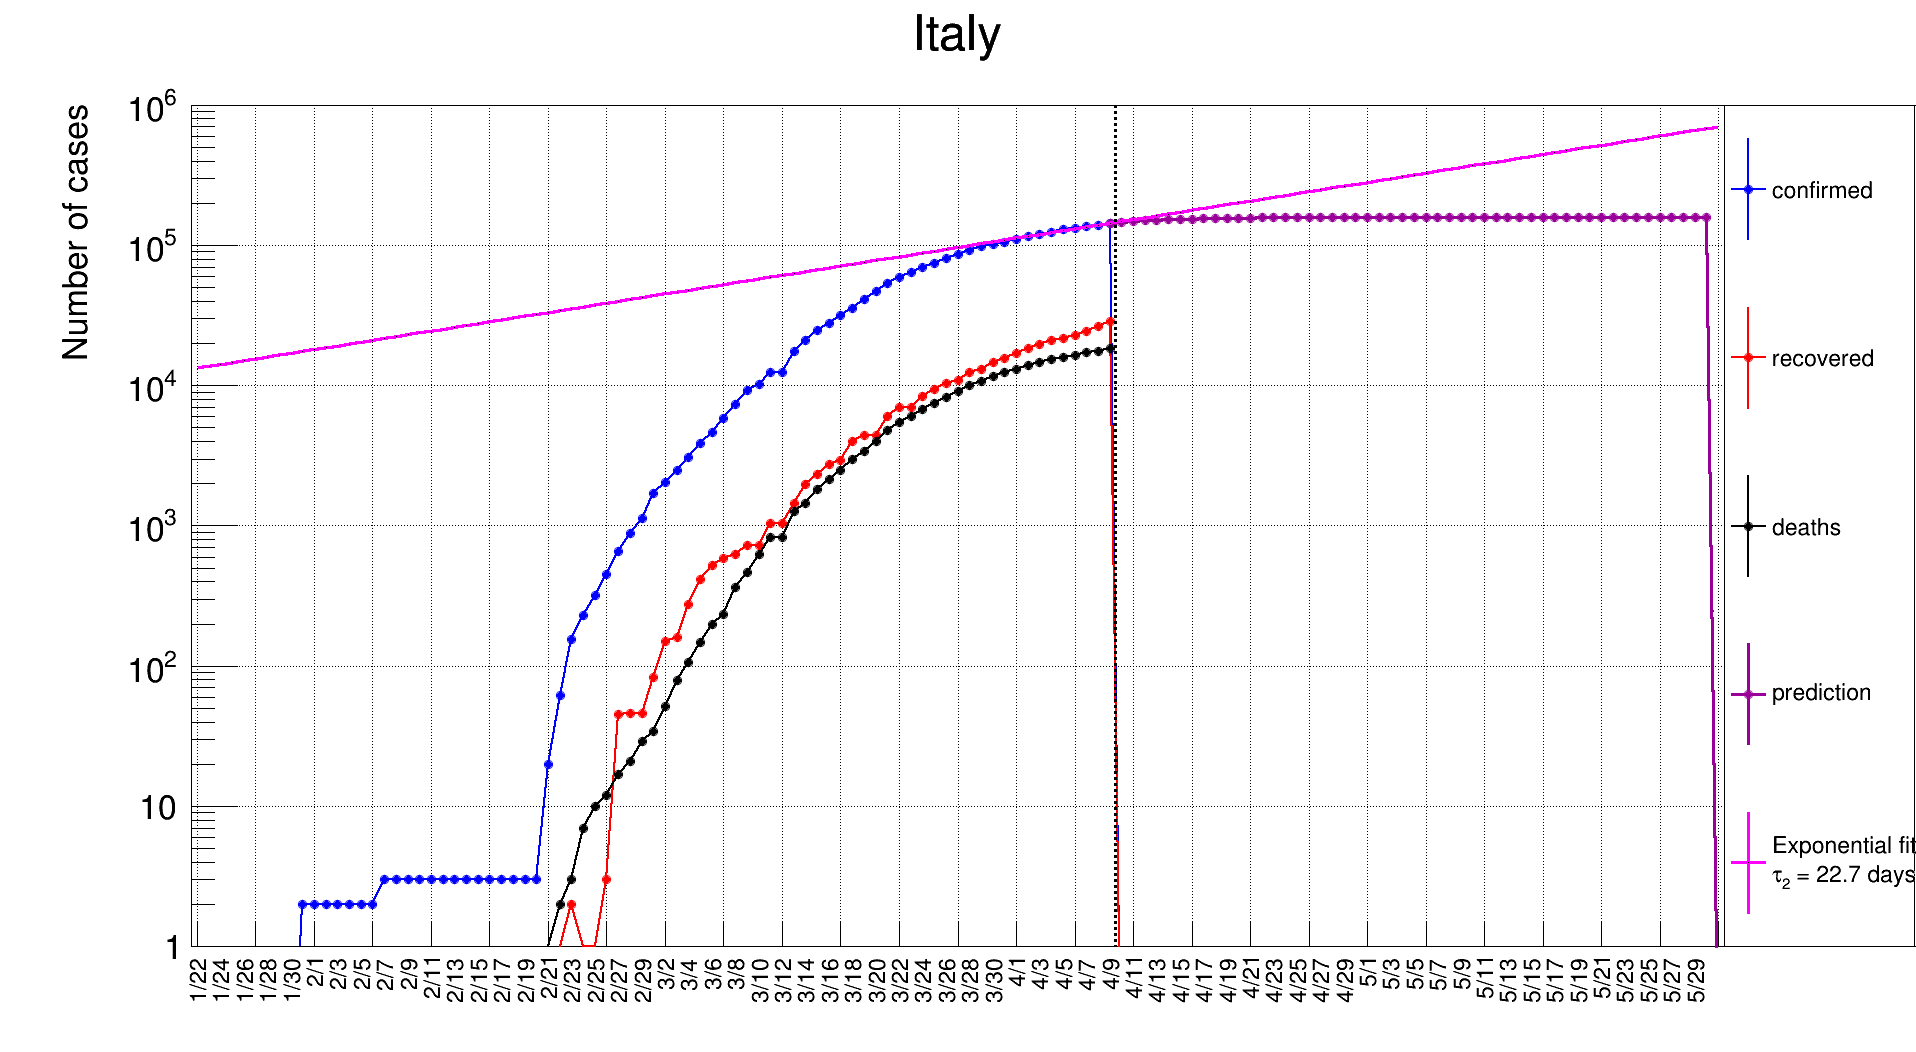 Italy
Number of cases
10^6
10^5
10^4
10^3
10^2
10
1
1/22 1/24 1/26 1/28 1/30 2/1 2/3 2/5 2/7 2/9 2/11 2/13 2/15 2/17 2/19 2/21 2/23 2/25 2/27 2/29 3/2 3/4 3/6 3/8 3/10 3/12 3/14 3/16 3/18 3/20 3/22 3/24 3/26 3/28 3/30 4/1 4/3 4/5 4/7 4/9 4/11 4/13 4/15 4/17 4/19 4/21 4/23 4/25 4/27 4/29 5/1 5/3 5/5 5/7 5/9 5/11 5/13 5/15 5/17 5/19 5/21 5/23 5/25 5/27 5/29
confirmed
recovered
deaths
prediction
Exponential fit
τ₂ = 22.7 days